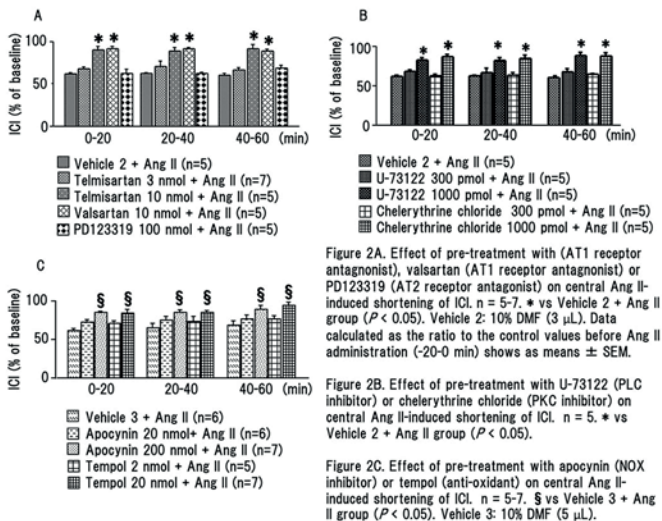 A
ICI (% of baseline)
100
50
0
* * * * * *
0-20 20-40 40-60 (min)
Vehicle 2 + Ang II (n=5)
Telmisartan 3 nmol + Ang II (n=7)
Telmisartan 10 nmol + Ang II (n=5)
Valsartan 10 nmol + Ang II (n=5)
PD123319 100 nmol + Ang II (n=5)
B
ICI (% of baseline)
100
50
0
* * * * * *
0-20 20-40 40-60 (min)
Vehicle 2 + Ang II (n=5)
U-73122 300 pmol + Ang II (n=5)
U-73122 1000 pmol + Ang II (n=5)
Chelerythrine chloride 300 pmol + Ang II (n=5)
Chelerythrine chloride 1000 pmol + Ang II (n=5)
C
ICI (% of baseline)
100
50
0
§ § § § § §
0-20 20-40 40-60 (min)
Vehicle 3 + Ang II (n=6)
Apocynin 20 nmol+ Ang II (n=6)
Apocynin 200 nmol + Ang II (n=7)
Tempol 2 nmol + Ang II (n=5)
Tempol 20 nmol + Ang II (n=7)
Figure 2A. Effect of pre-treatment with (AT1 receptor
antagnonist), valsartan (AT1 receptor antagnonist) or
PD123319 (AT2 receptor antagonist) on central Ang II-
induced shortening of ICI. n = 5-7. * vs Vehicle 2 + Ang II
group (P < 0.05). Vehicle 2: 10% DMF (3 μL). Data
calculated as the ratio to the control values before Ang II
administration (-20-0 min) shows as means ± SEM.
Figure 2B. Effect of pre-treatment with U-73122 (PLC
inhibitor) or chelerythrine chloride (PKC inhibitor) on
central Ang II-induced shortening of ICI. n = 5. * vs
Vehicle 2 + Ang II group (P < 0.05).
Figure 2C. Effect of pre-treatment with apocynin (NOX
inhibitor) or tempol (anti-oxidant) on central Ang II-
induced shortening of ICI. n = 5-7. § vs Vehicle 3 + Ang
II group (P < 0.05). Vehicle 3: 10% DMF (5 μL).